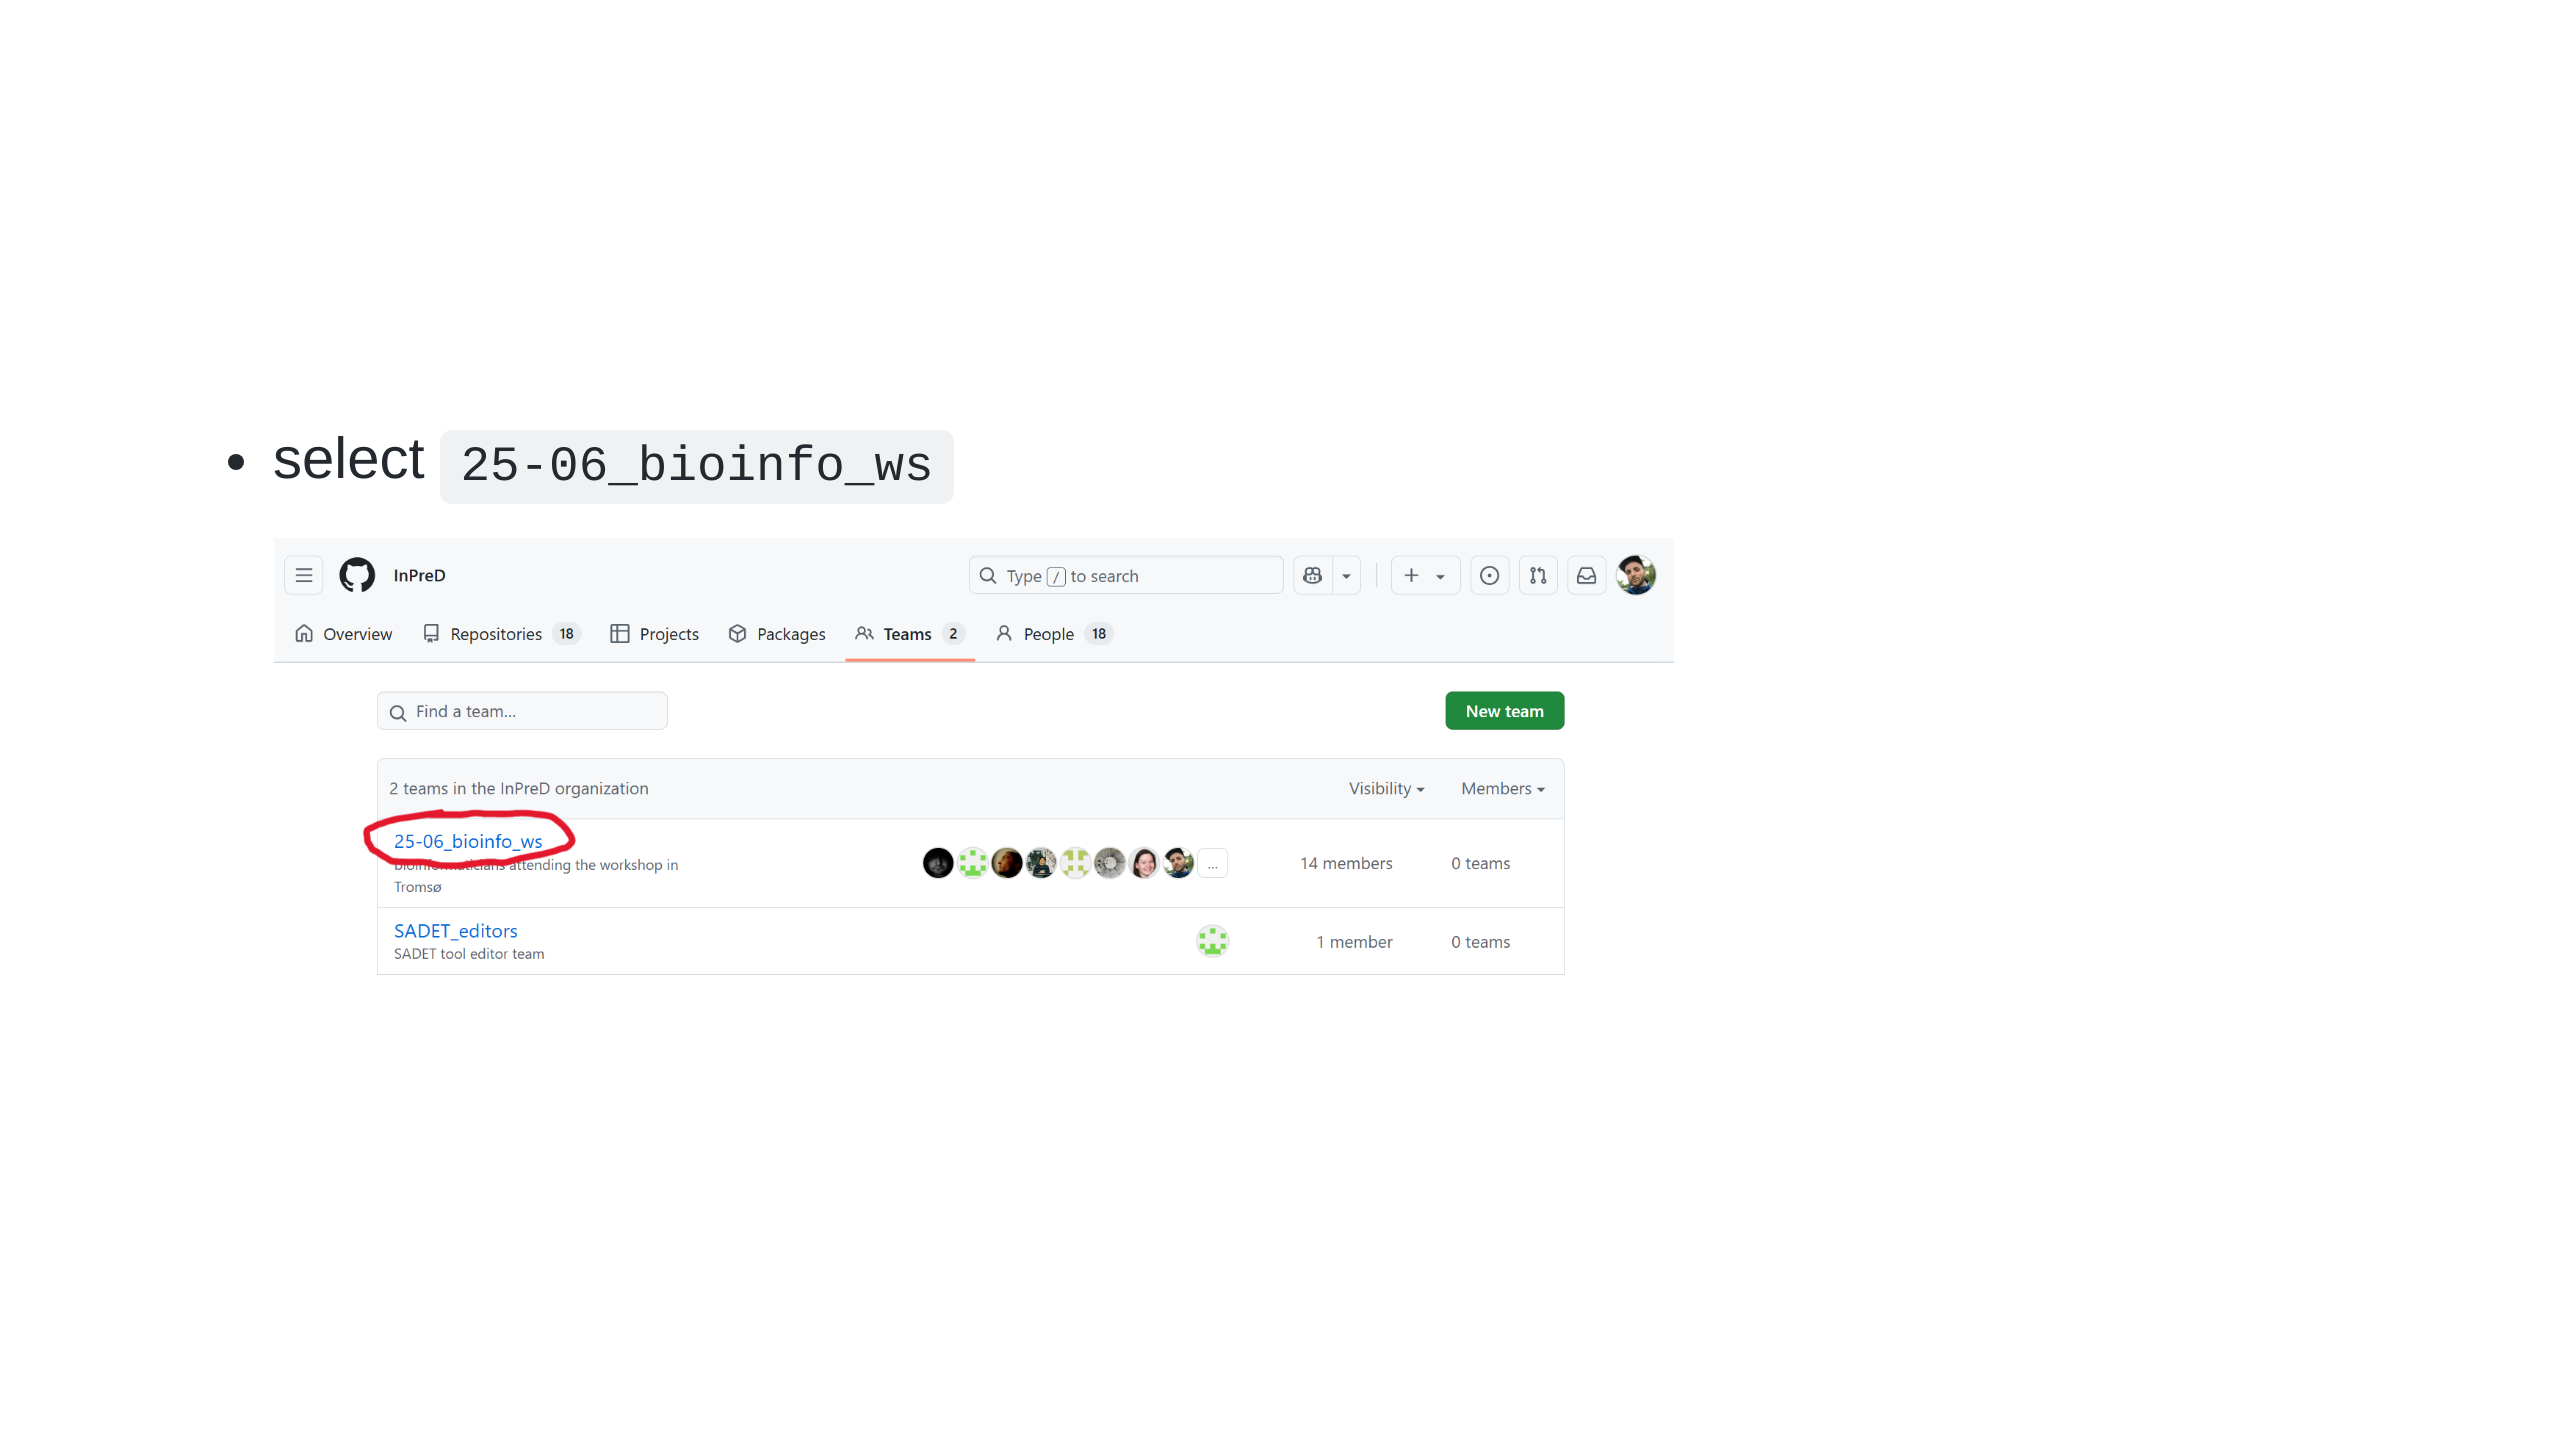 • select 25-06_bioinfo_ws
InPreD
Type / to search
Overview Repositories 18 Projects Packages Teams 2 People 18
Find a team...
New team
2 teams in the InPreD organization Visibility Members
25-06_bioinfo_ws
Bioinformaticians attending the workshop in
Tromsø
... 14 members 0 teams
SADET_editors
SADET tool editor team
1 member 0 teams